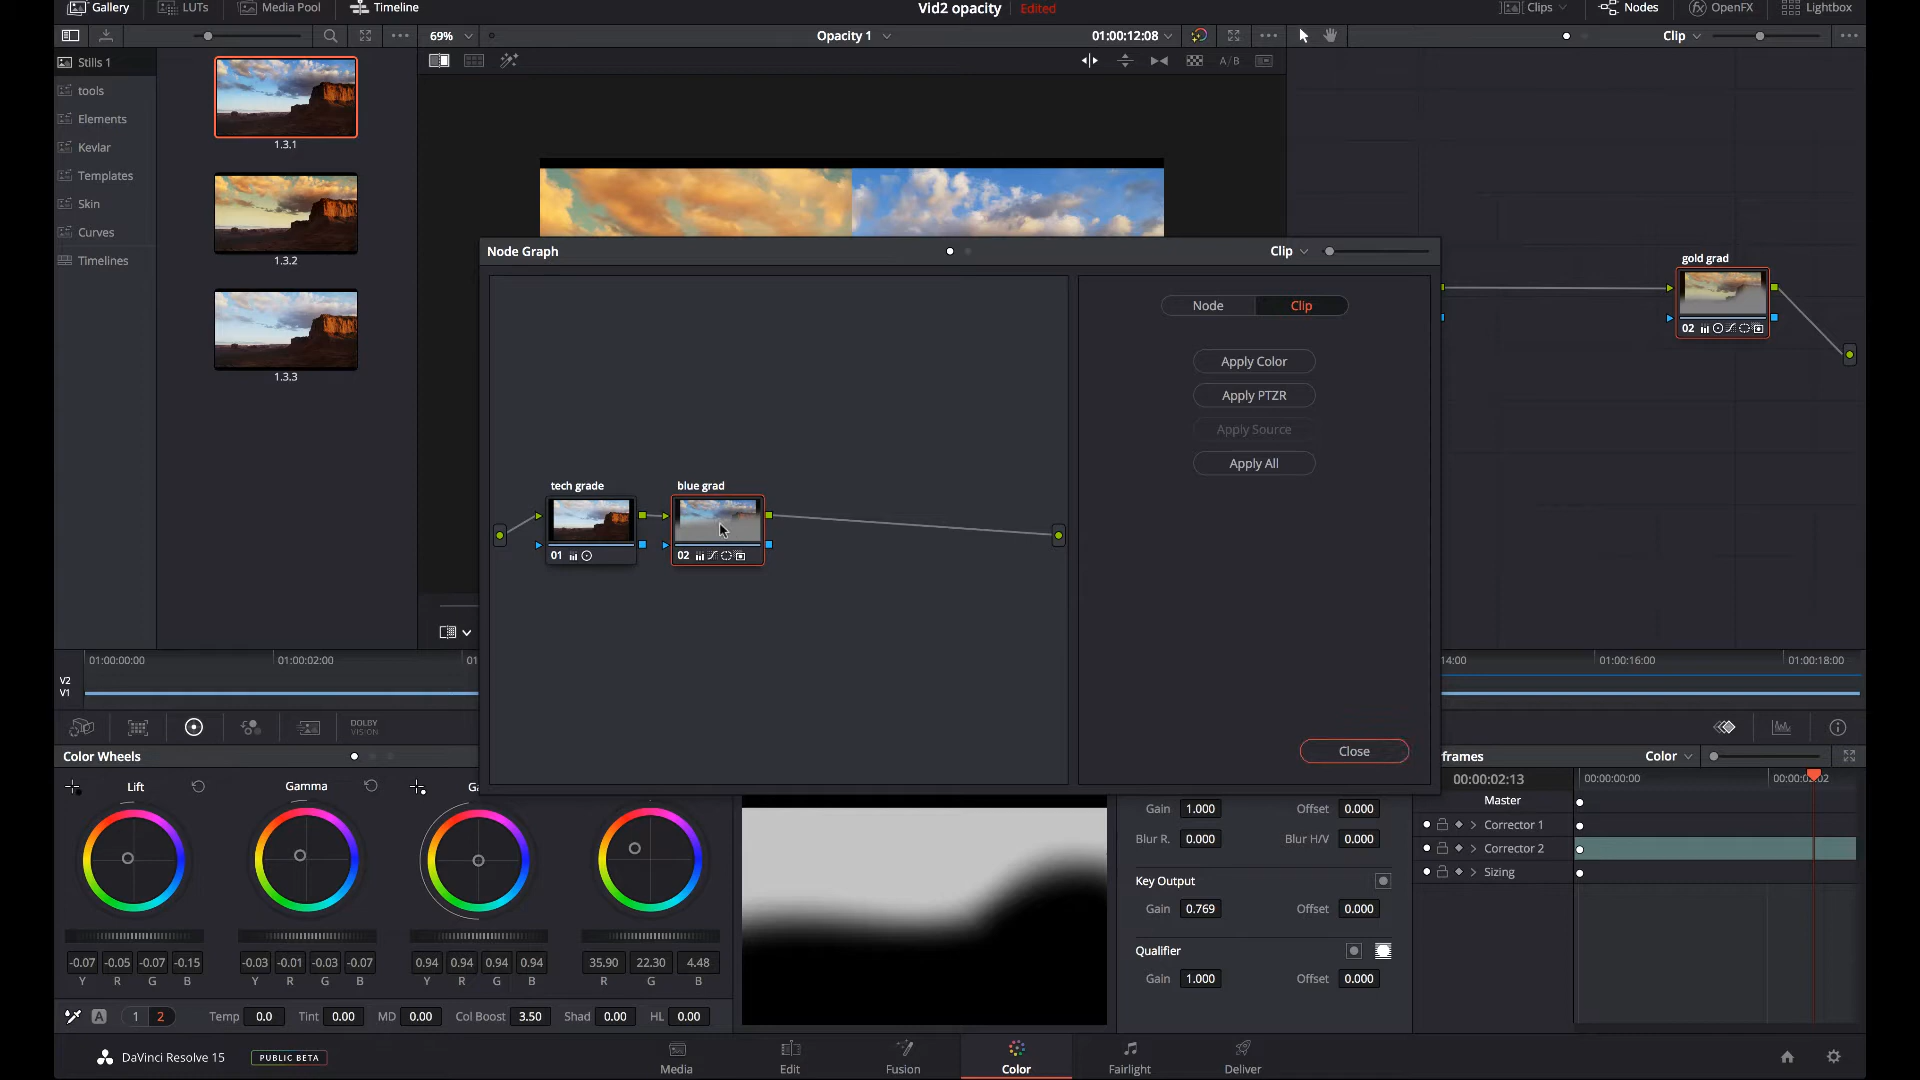 Gallery
LUTs
Media Pool
Timeline
Vid2 opacity
Edited
Clips
Nodes
OpenFX
Lightbox
69%
Opacity 1
01:00:12:08
Clip
Stills 1
tools
Elements
Kevlar
Templates
Skin
Curves
Timelines
1.3.1
1.3.2
1.3.3
A/B
gold grad
02
Node Graph
Clip
Node
Clip
Apply Color
Apply PTZR
Apply Source
Apply All
Close
tech grade
blue grad
01
02
01:00:00:00
01:00:02:00
14:00
01:00:16:00
01:00:18:00
V2
V1
DOLBY
VISION
Color Wheels
Lift
Gamma
Ga
-0.07 -0.05 -0.07 -0.15
Y R G B
-0.03 -0.01 -0.03 -0.07
Y R G B
0.94 0.94 0.94 0.94
Y R G B
35.90 22.30 4.48
R G B
A
1
2
Temp 0.0
Tint 0.00
MD 0.00
Col Boost 3.50
Shad 0.00
HL 0.00
Gain 1.000
Offset 0.000
Blur R. 0.000
Blur H/V 0.000
Key Output
Gain 0.769
Offset 0.000
Qualifier
Gain 1.000
Offset 0.000
frames
Color
00:00:02:13
00:00:00:00
Master
Corrector 1
Corrector 2
Sizing
DaVinci Resolve 15
PUBLIC BETA
Media
Edit
Fusion
Color
Fairlight
Deliver